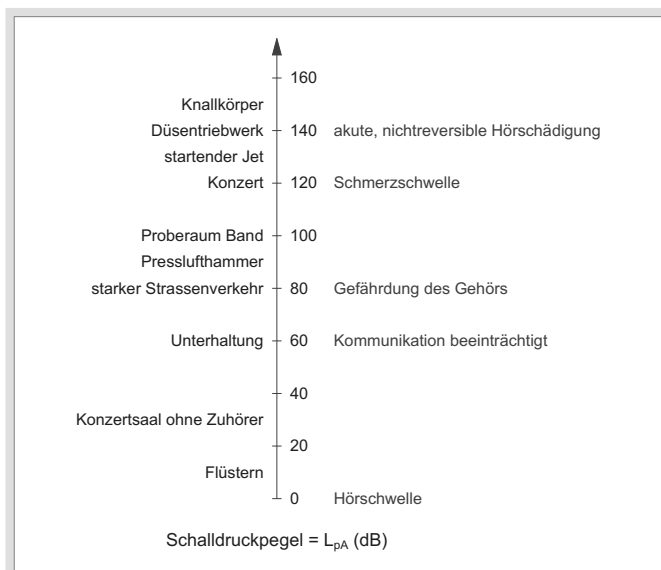 160
Knallkörper
Düsentriebwerk 140 akute, nichtreversible Hörschädigung
startender Jet
Konzert 120 Schmerzschwelle
Proberaum Band 100
Presslufthammer
starker Strassenverkehr 80 Gefährdung des Gehörs
Unterhaltung 60 Kommunikation beeinträchtigt
40
Konzertsaal ohne Zuhörer
20
Flüstern
0 Hörschwelle
Schalldruckpegel = LpA (dB)